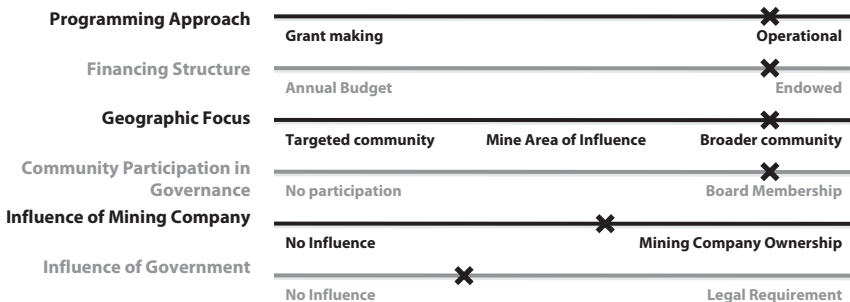 Programming Approach
Grant making Operational
Financing Structure
Annual Budget Endowed
Geographic Focus
Targeted community Mine Area of Influence Broader community
Community Participation in
Governance
No participation Board Membership
Influence of Mining Company
No Influence Mining Company Ownership
Influence of Government
No Influence Legal Requirement